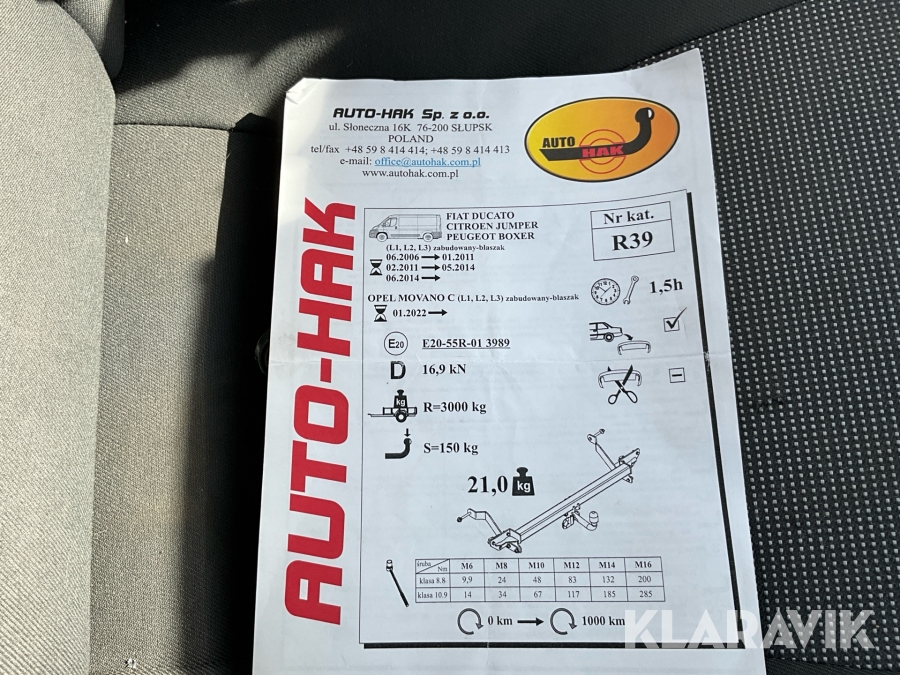 AUTO-HAK Sp. z o.o.
ul. Słoneczna 16K 76-200 SŁUPSK
POLAND
tel/fax +48 59 8 414 414; +48 59 8 414 413
e-mail: office@autohak.com.pl
www.autohak.com.pl
AUTO
HAK
AUTO-HAK
FIAT DUCATO
CITROEN JUMPER
PEUGEOT BOXER
(L1, L2, L3) zabudowany-blaszak
06.2006 → 01.2011
02.2011 → 05.2014
06.2014 →
Nr kat.
R39
OPEL MOVANO C (L1, L2, L3) zabudowany-blaszak
01.2022 →
1,5h
E20 E20-55R-01 3989
D 16,9 kN
kg R=3000 kg
S=150 kg
21,0 kg
śruba Nm M6 M8 M10 M12 M14 M16
klasa 8.8 9,9 24 48 83 132 200
klasa 10.9 14 34 67 117 185 285
0 km → 1000 km
KLARAVIK